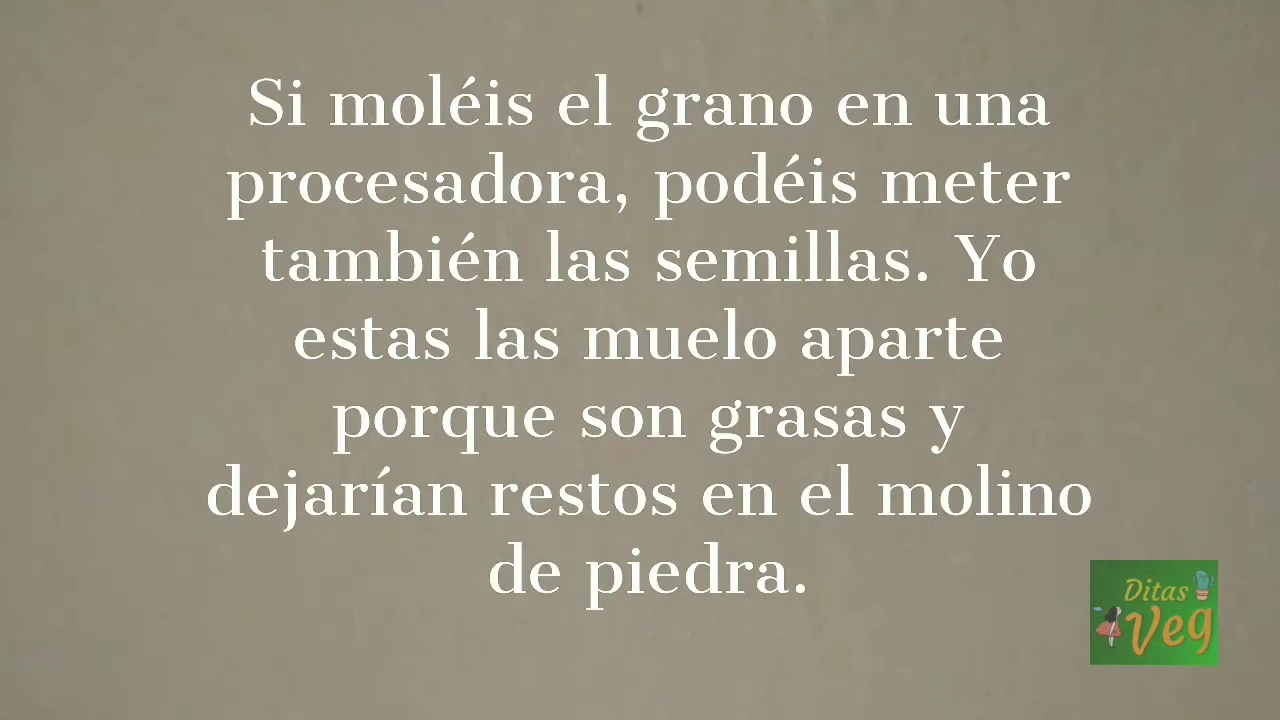 Si moléis el grano en una
procesadora, podéis meter
también las semillas. Yo
estas las muelo aparte
porque son grasas y
dejarían restos en el molino
de piedra.
Ditas
Veg